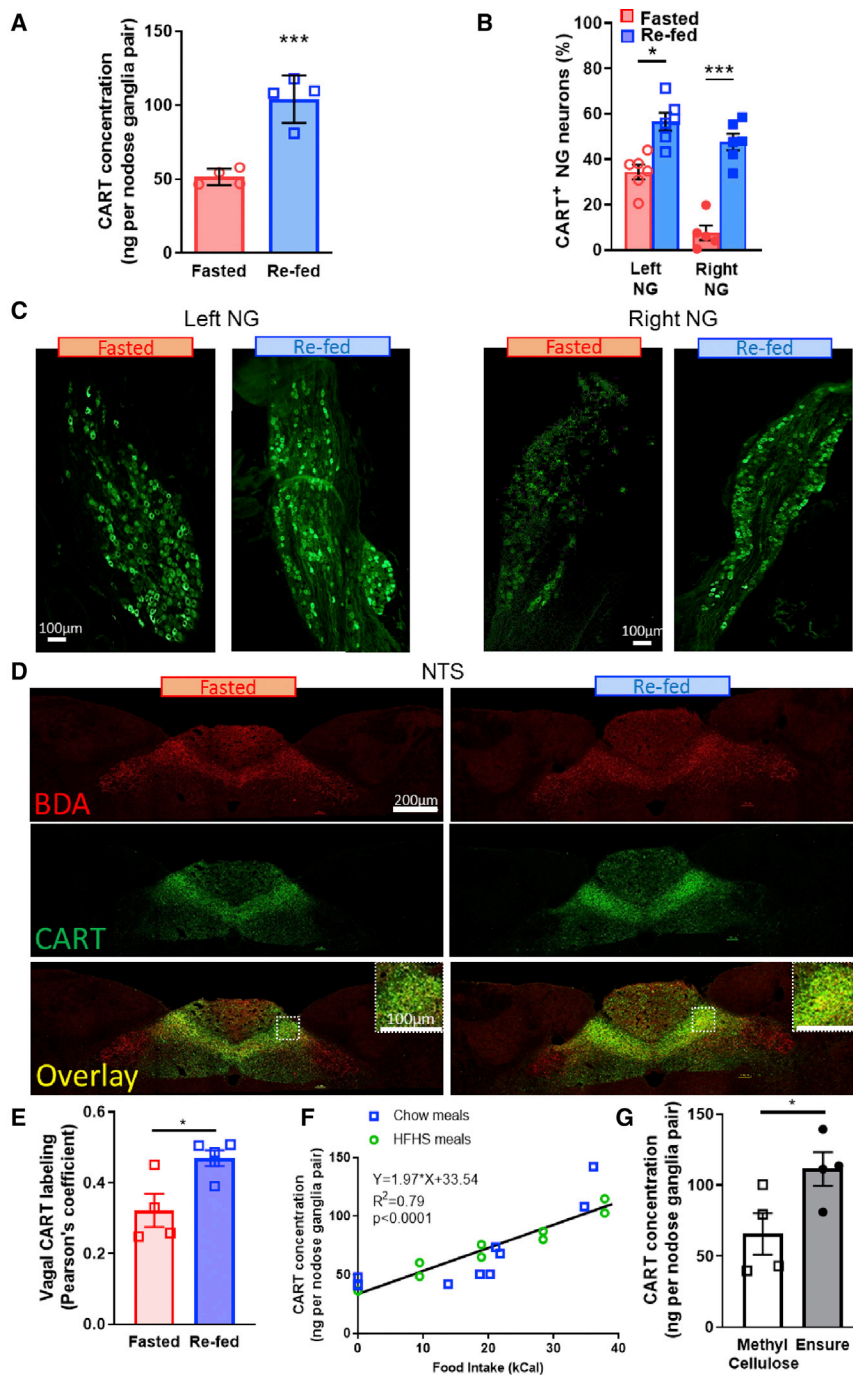 A
CART concentration
(ng per nodose ganglia pair)
150
100
50
0
***
Fasted
Re-fed
B
Fasted
Re-fed
CART+ NG neurons (%)
100
80
60
40
20
0
*
***
Left
NG
Right
NG
C
Left NG
Right NG
Fasted
Re-fed
Fasted
Re-fed
100µm
100µm
D
NTS
Fasted
Re-fed
BDA
200µm
CART
Overlay
100µm
E
Vagal CART labeling
(Pearson's coefficient)
0.6
0.4
0.2
0.0
*
Fasted
Re-fed
F
Chow meals
HFHS meals
CART concentration
(ng per nodose ganglia pair)
150
100
50
0
Y=1.97*X+33.54
R2=0.79
p<0.0001
0
10
20
30
40
Food Intake (kCal)
G
CART concentration
(ng per nodose ganglia pair)
150
100
50
0
*
Methyl
Cellulose
Ensure